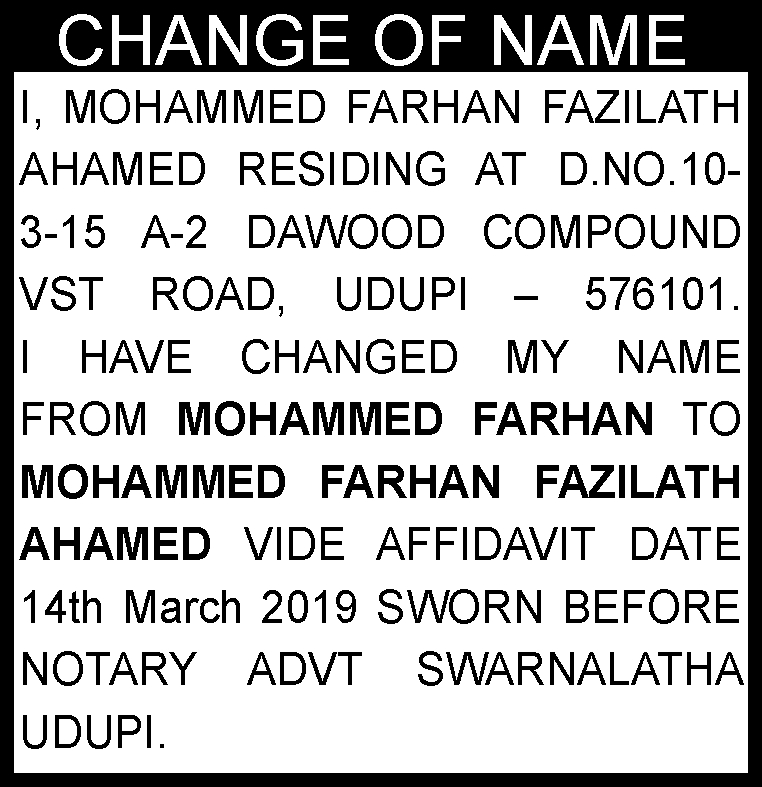 CHANGE OF NAME
I, MOHAMMED FARHAN FAZILATH
AHAMED RESIDING AT D.NO.10-
3-15 A-2 DAWOOD COMPOUND
VST ROAD, UDUPI – 576101.
I HAVE CHANGED MY NAME
FROM MOHAMMED FARHAN TO
MOHAMMED FARHAN FAZILATH
AHAMED VIDE AFFIDAVIT DATE
14th March 2019 SWORN BEFORE
NOTARY ADVT SWARNALATHA
UDUPI.